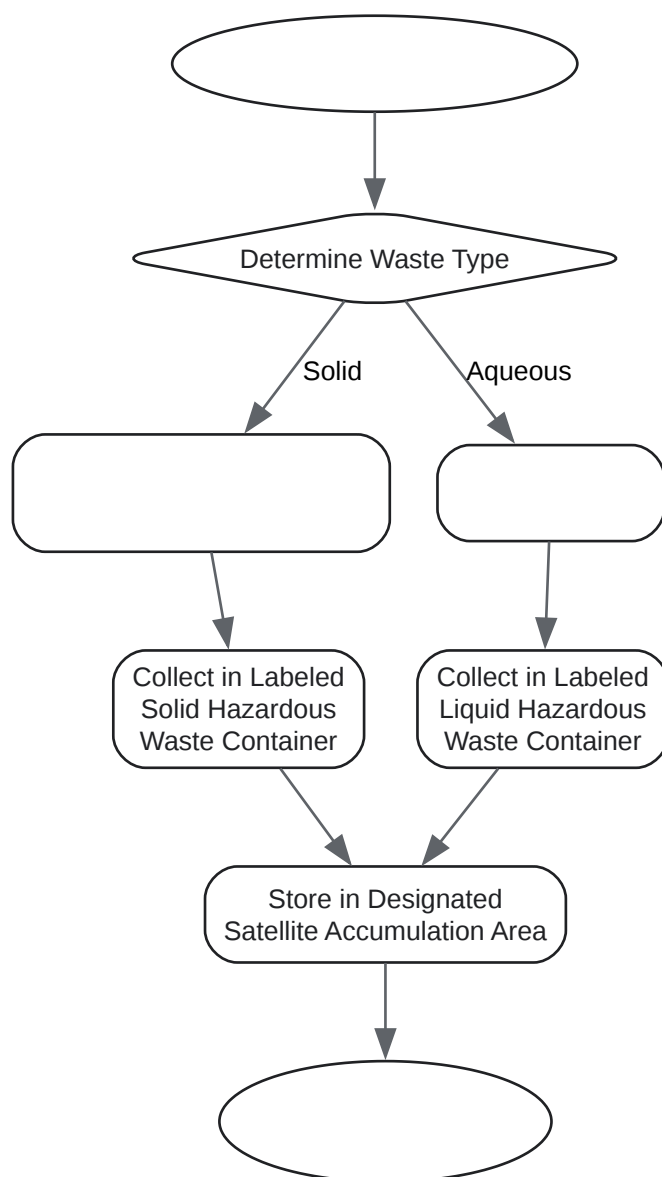 Determine Waste Type
Solid
Aqueous
Collect in Labeled
Solid Hazardous
Waste Container
Collect in Labeled
Liquid Hazardous
Waste Container
Store in Designated
Satellite Accumulation Area